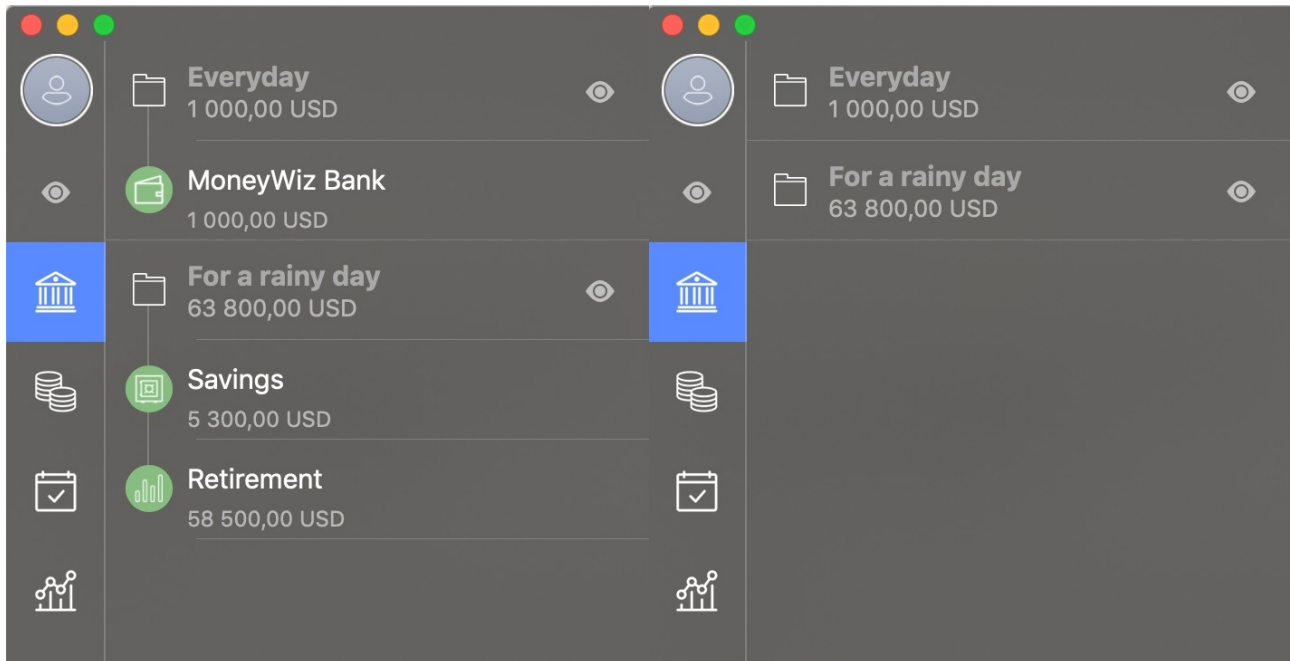 Everyday
1 000,00 USD
MoneyWiz Bank
1 000,00 USD
For a rainy day
63 800,00 USD
Savings
5 300,00 USD
Retirement
58 500,00 USD
Everyday
1 000,00 USD
For a rainy day
63 800,00 USD